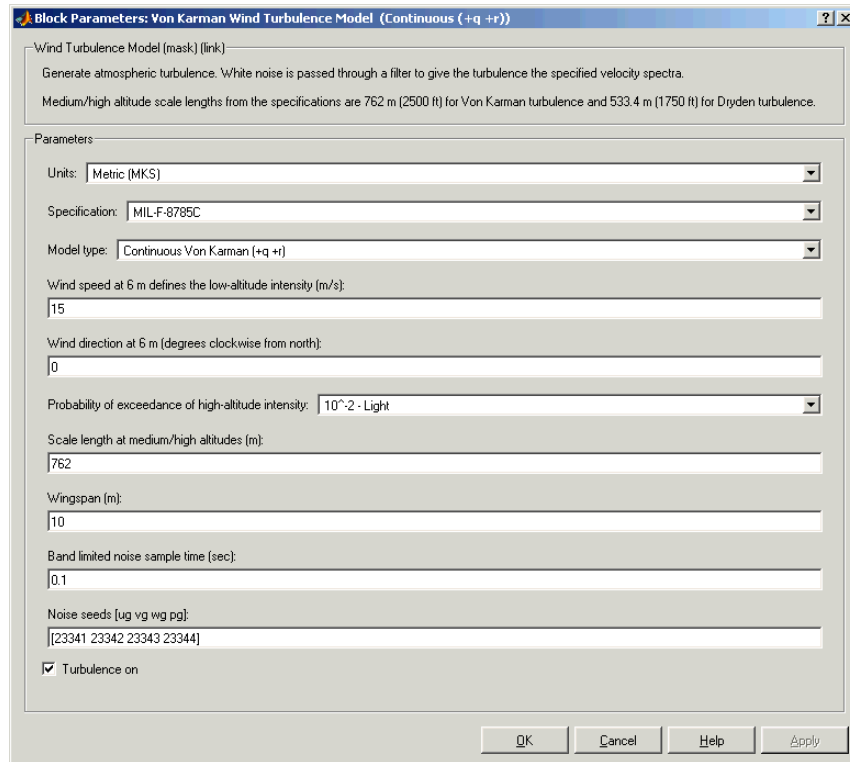 Block Parameters: Von Karman Wind Turbulence Model (Continuous (+q +r))
Wind Turbulence Model (mask) (link)
Generate atmospheric turbulence. White noise is passed through a filter to give the turbulence the specified velocity spectra.
Medium/high altitude scale lengths from the specifications are 762 m (2500 ft) for Von Karman turbulence and 533.4 m (1750 ft) for Dryden turbulence.
Parameters
Units: Metric (MKS)
Specification: MIL-F-8785C
Model type: Continuous Von Karman (+q +r)
Wind speed at 6 m defines the low-altitude intensity (m/s):
15
Wind direction at 6 m (degrees clockwise from north):
0
Probability of exceedance of high-altitude intensity: 10^-2 - Light
Scale length at medium/high altitudes (m):
762
Wingspan (m):
10
Band limited noise sample time (sec):
0.1
Noise seeds [ug vg wg pg]:
[23341 23342 23343 23344]
Turbulence on
OK Cancel Help Apply